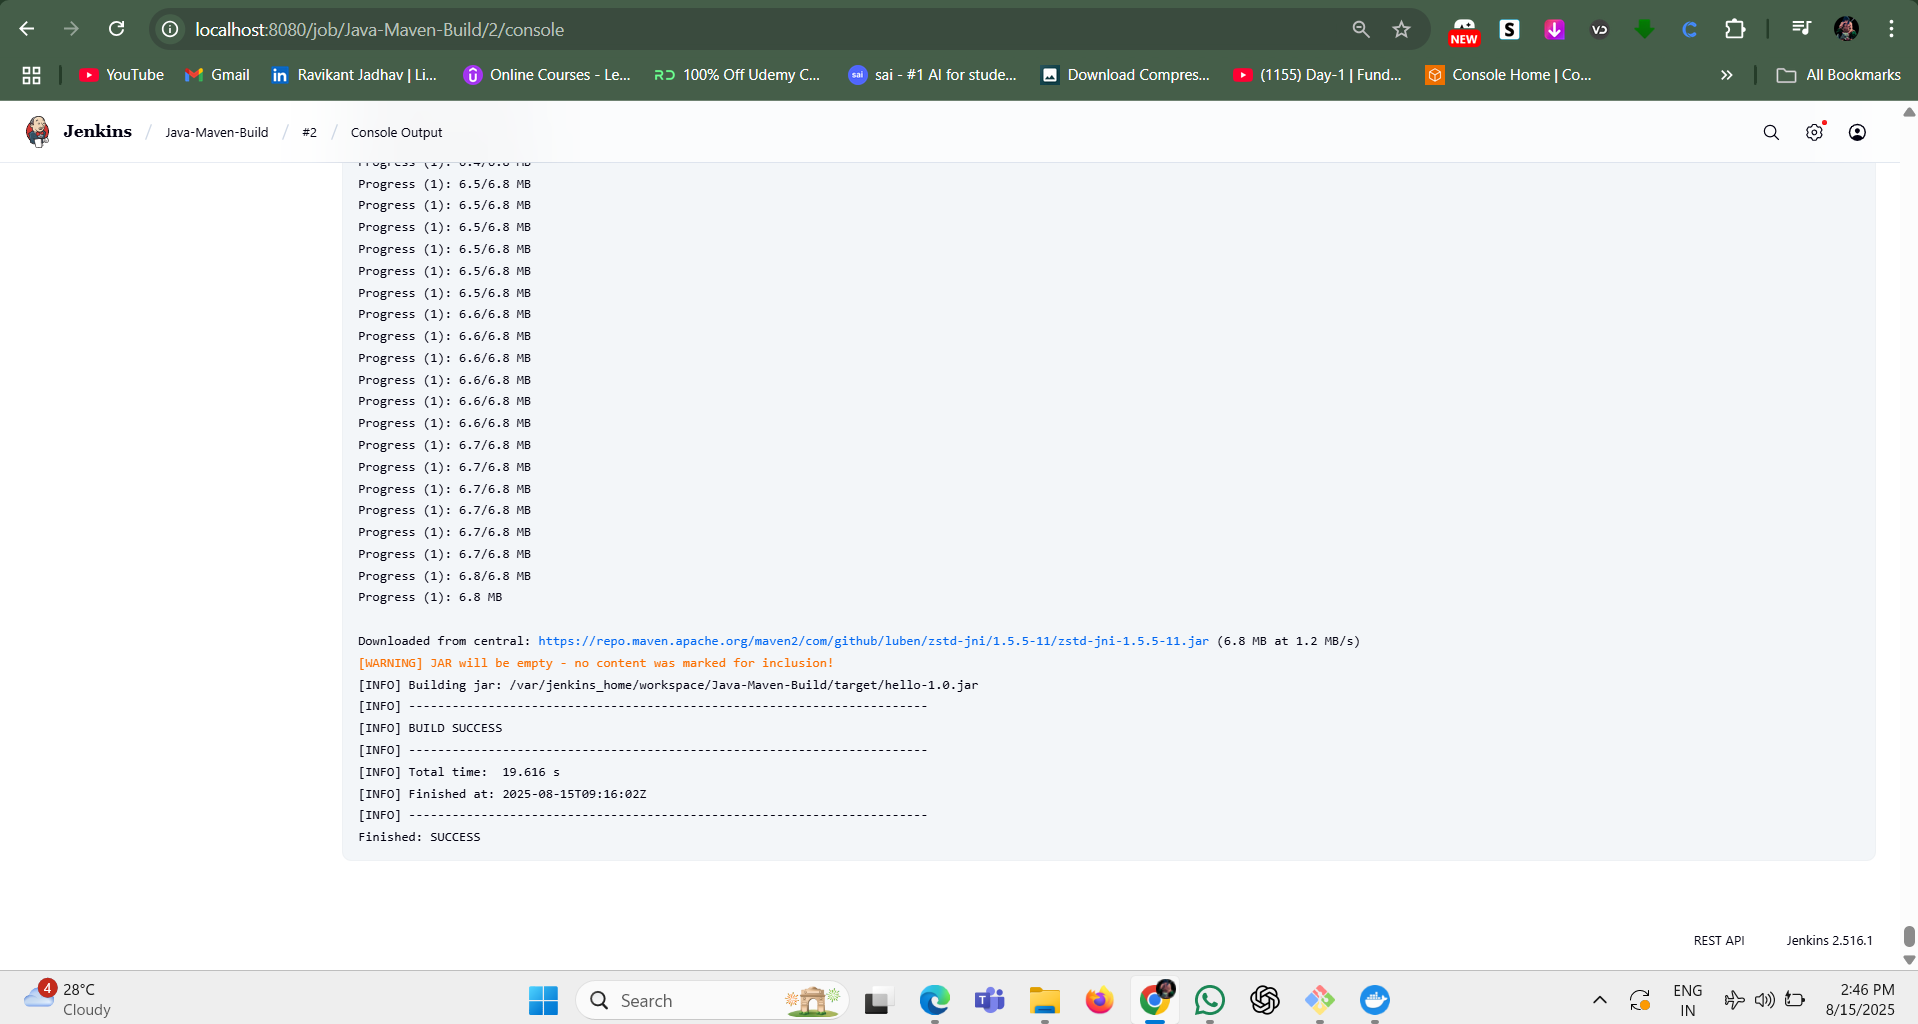 localhost:8080/job/Java-Maven-Build/2/console
NEW
S
VD
C
YouTube
Gmail
in Ravikant Jadhav | Li...
Online Courses - Le...
RD 100% Off Udemy C...
sai sai - #1 AI for stude...
Download Compres...
(1155) Day-1 | Fund...
Console Home | Co...
»
All Bookmarks
Jenkins / Java-Maven-Build / #2 / Console Output
Progress (1): 6.4/6.8 MB
Progress (1): 6.5/6.8 MB
Progress (1): 6.5/6.8 MB
Progress (1): 6.5/6.8 MB
Progress (1): 6.5/6.8 MB
Progress (1): 6.5/6.8 MB
Progress (1): 6.5/6.8 MB
Progress (1): 6.6/6.8 MB
Progress (1): 6.6/6.8 MB
Progress (1): 6.6/6.8 MB
Progress (1): 6.6/6.8 MB
Progress (1): 6.6/6.8 MB
Progress (1): 6.6/6.8 MB
Progress (1): 6.7/6.8 MB
Progress (1): 6.7/6.8 MB
Progress (1): 6.7/6.8 MB
Progress (1): 6.7/6.8 MB
Progress (1): 6.7/6.8 MB
Progress (1): 6.7/6.8 MB
Progress (1): 6.8/6.8 MB
Progress (1): 6.8 MB
Downloaded from central: https://repo.maven.apache.org/maven2/com/github/luben/zstd-jni/1.5.5-11/zstd-jni-1.5.5-11.jar (6.8 MB at 1.2 MB/s)
[WARNING] JAR will be empty - no content was marked for inclusion!
[INFO] Building jar: /var/jenkins_home/workspace/Java-Maven-Build/target/hello-1.0.jar
[INFO] ------------------------------------------------------------------------
[INFO] BUILD SUCCESS
[INFO] ------------------------------------------------------------------------
[INFO] Total time:  19.616 s
[INFO] Finished at: 2025-08-15T09:16:02Z
[INFO] ------------------------------------------------------------------------
Finished: SUCCESS
REST API
Jenkins 2.516.1
4
28°C
Cloudy
Search
ENG
IN
2:46 PM
8/15/2025